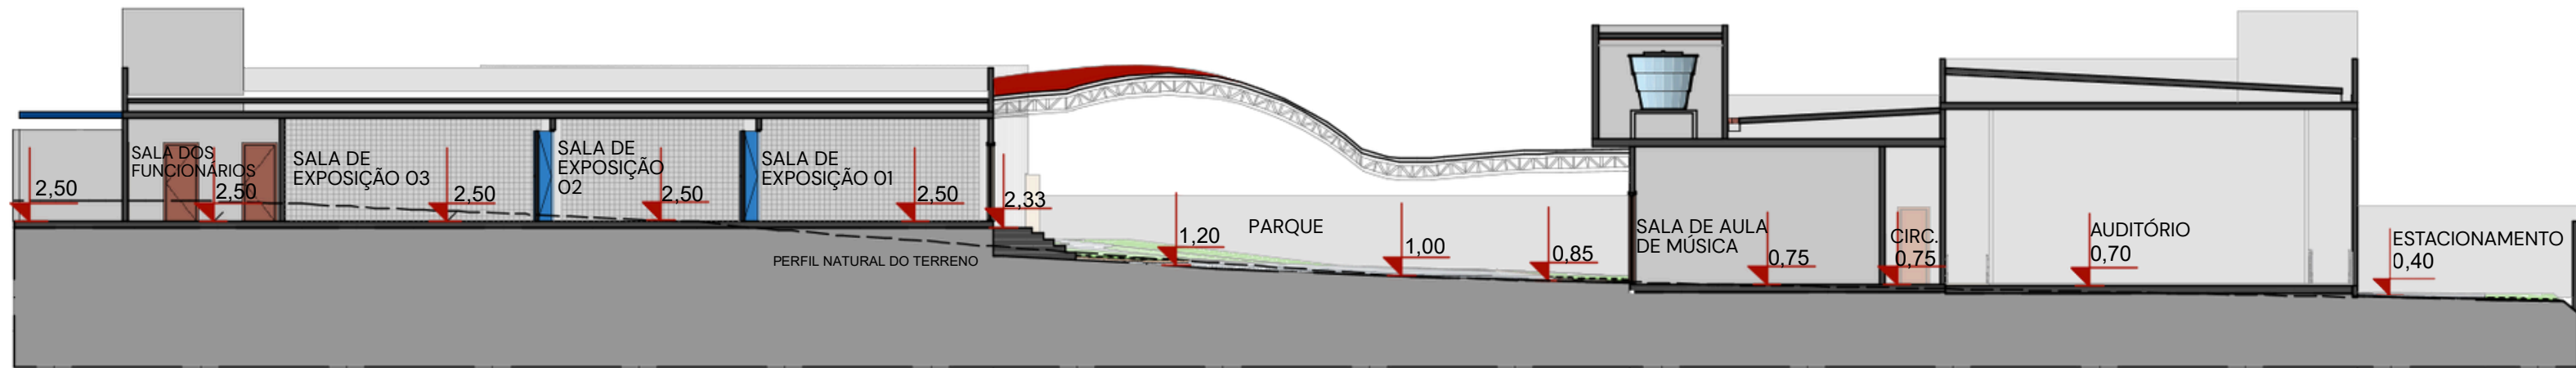 2,50
SALA DOS
FUNCIONÁRIOS
2,50
SALA DE
EXPOSIÇÃO 03
2,50
SALA DE
EXPOSIÇÃO
02
2,50
SALA DE
EXPOSIÇÃO 01
2,50
2,33
PERFIL NATURAL DO TERRENO
1,20
PARQUE
1,00
0,85
SALA DE AULA
DE MÚSICA
0,75
CIRC.
0,75
AUDITÓRIO
0,70
ESTACIONAMENTO
0,40